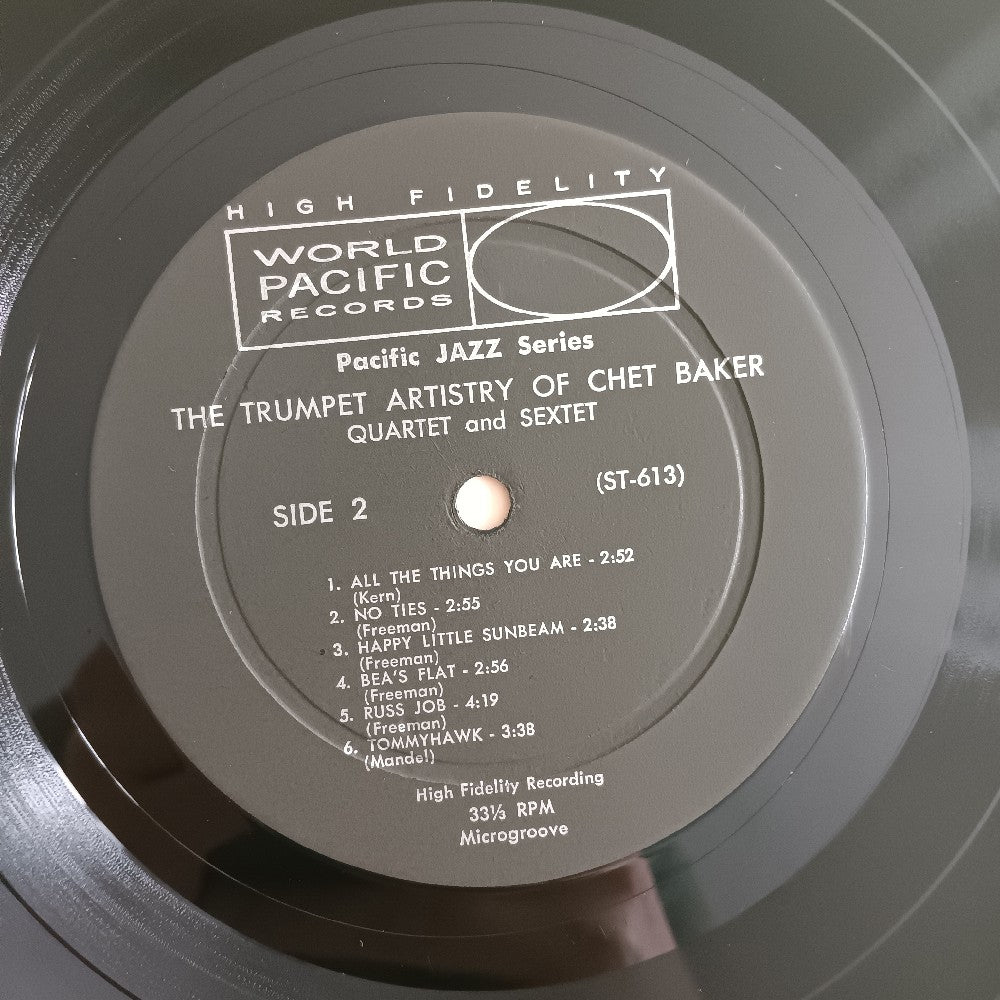 HIGH FIDELITY
WORLD
PACIFIC
RECORDS
Pacific JAZZ Series
THE TRUMPET ARTISTRY OF CHET BAKER
QUARTET and SEXTET
(ST-613)
SIDE 2
1. ALL THE THINGS YOU ARE - 2:52
(Kern)
2. NO TIES - 2:55
(Freeman)
3. HAPPY LITTLE SUNBEAM - 2:38
(Freeman)
4. BEA'S FLAT - 2:56
(Freeman)
5. RUSS JOB - 4:19
(Freeman)
6. TOMMYHAWK - 3:38
(Mandel)
High Fidelity Recording
33⅓ RPM
Microgroove